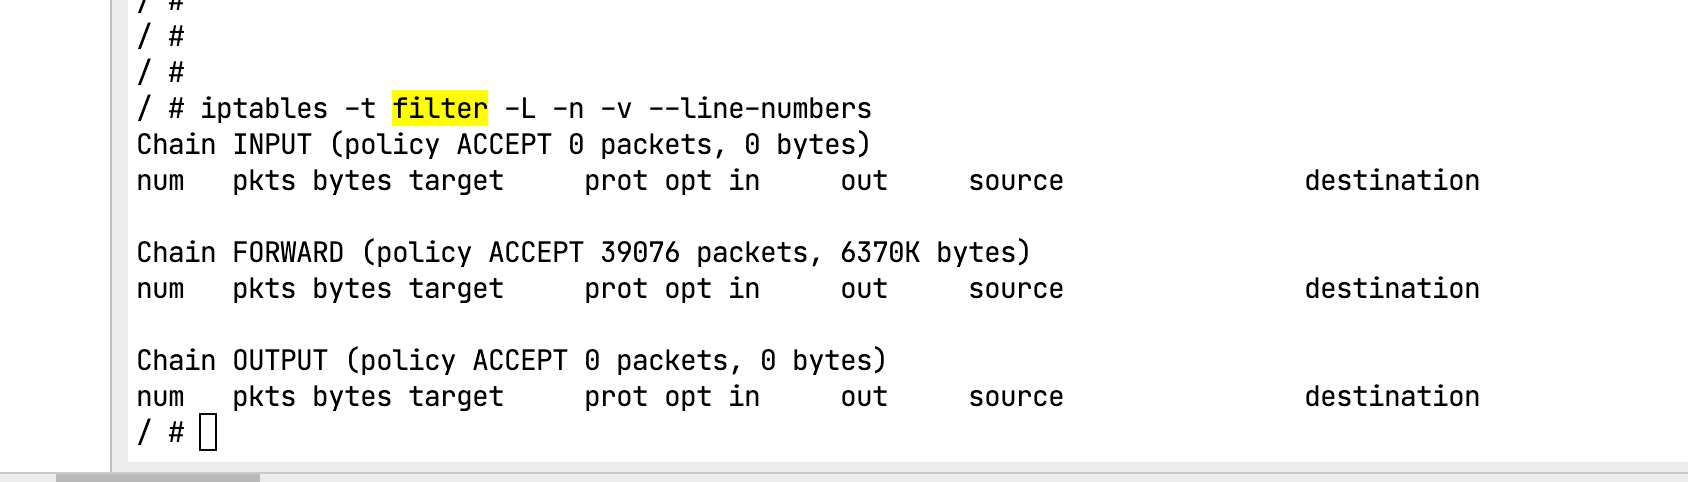 / #
/ #
/ #
/ # iptables -t filter -L -n -v --line-numbers
Chain INPUT (policy ACCEPT 0 packets, 0 bytes)
num   pkts bytes target     prot opt in     out     source               destination

Chain FORWARD (policy ACCEPT 39076 packets, 6370K bytes)
num   pkts bytes target     prot opt in     out     source               destination

Chain OUTPUT (policy ACCEPT 0 packets, 0 bytes)
num   pkts bytes target     prot opt in     out     source               destination
/ #